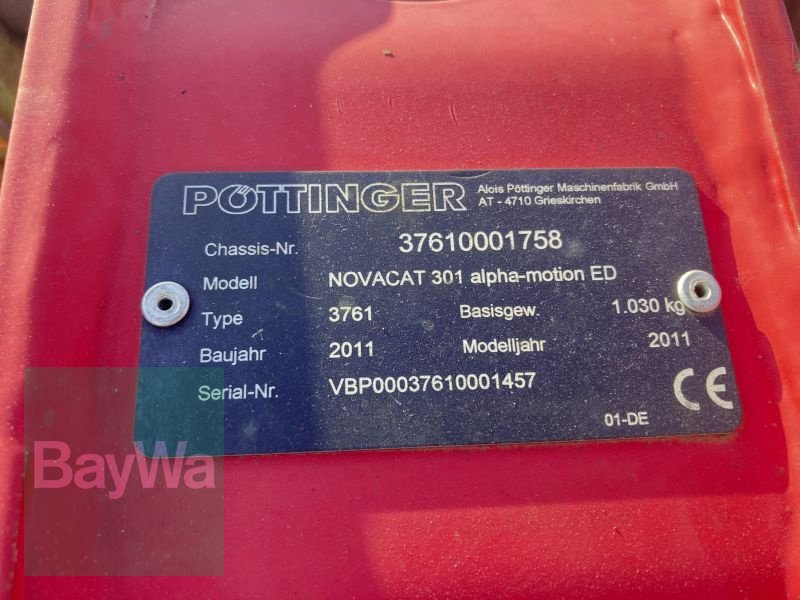 PÖTTINGER
Alois Pöttinger Maschinenfabrik GmbH
AT - 4710 Grieskirchen
Chassis-Nr. 37610001758
Modell NOVACAT 301 alpha-motion ED
Type 3761 Basisgew. 1.030 kg
Baujahr 2011 Modelljahr 2011
Serial-Nr. VBP00037610001457
CE
01-DE
BayWa